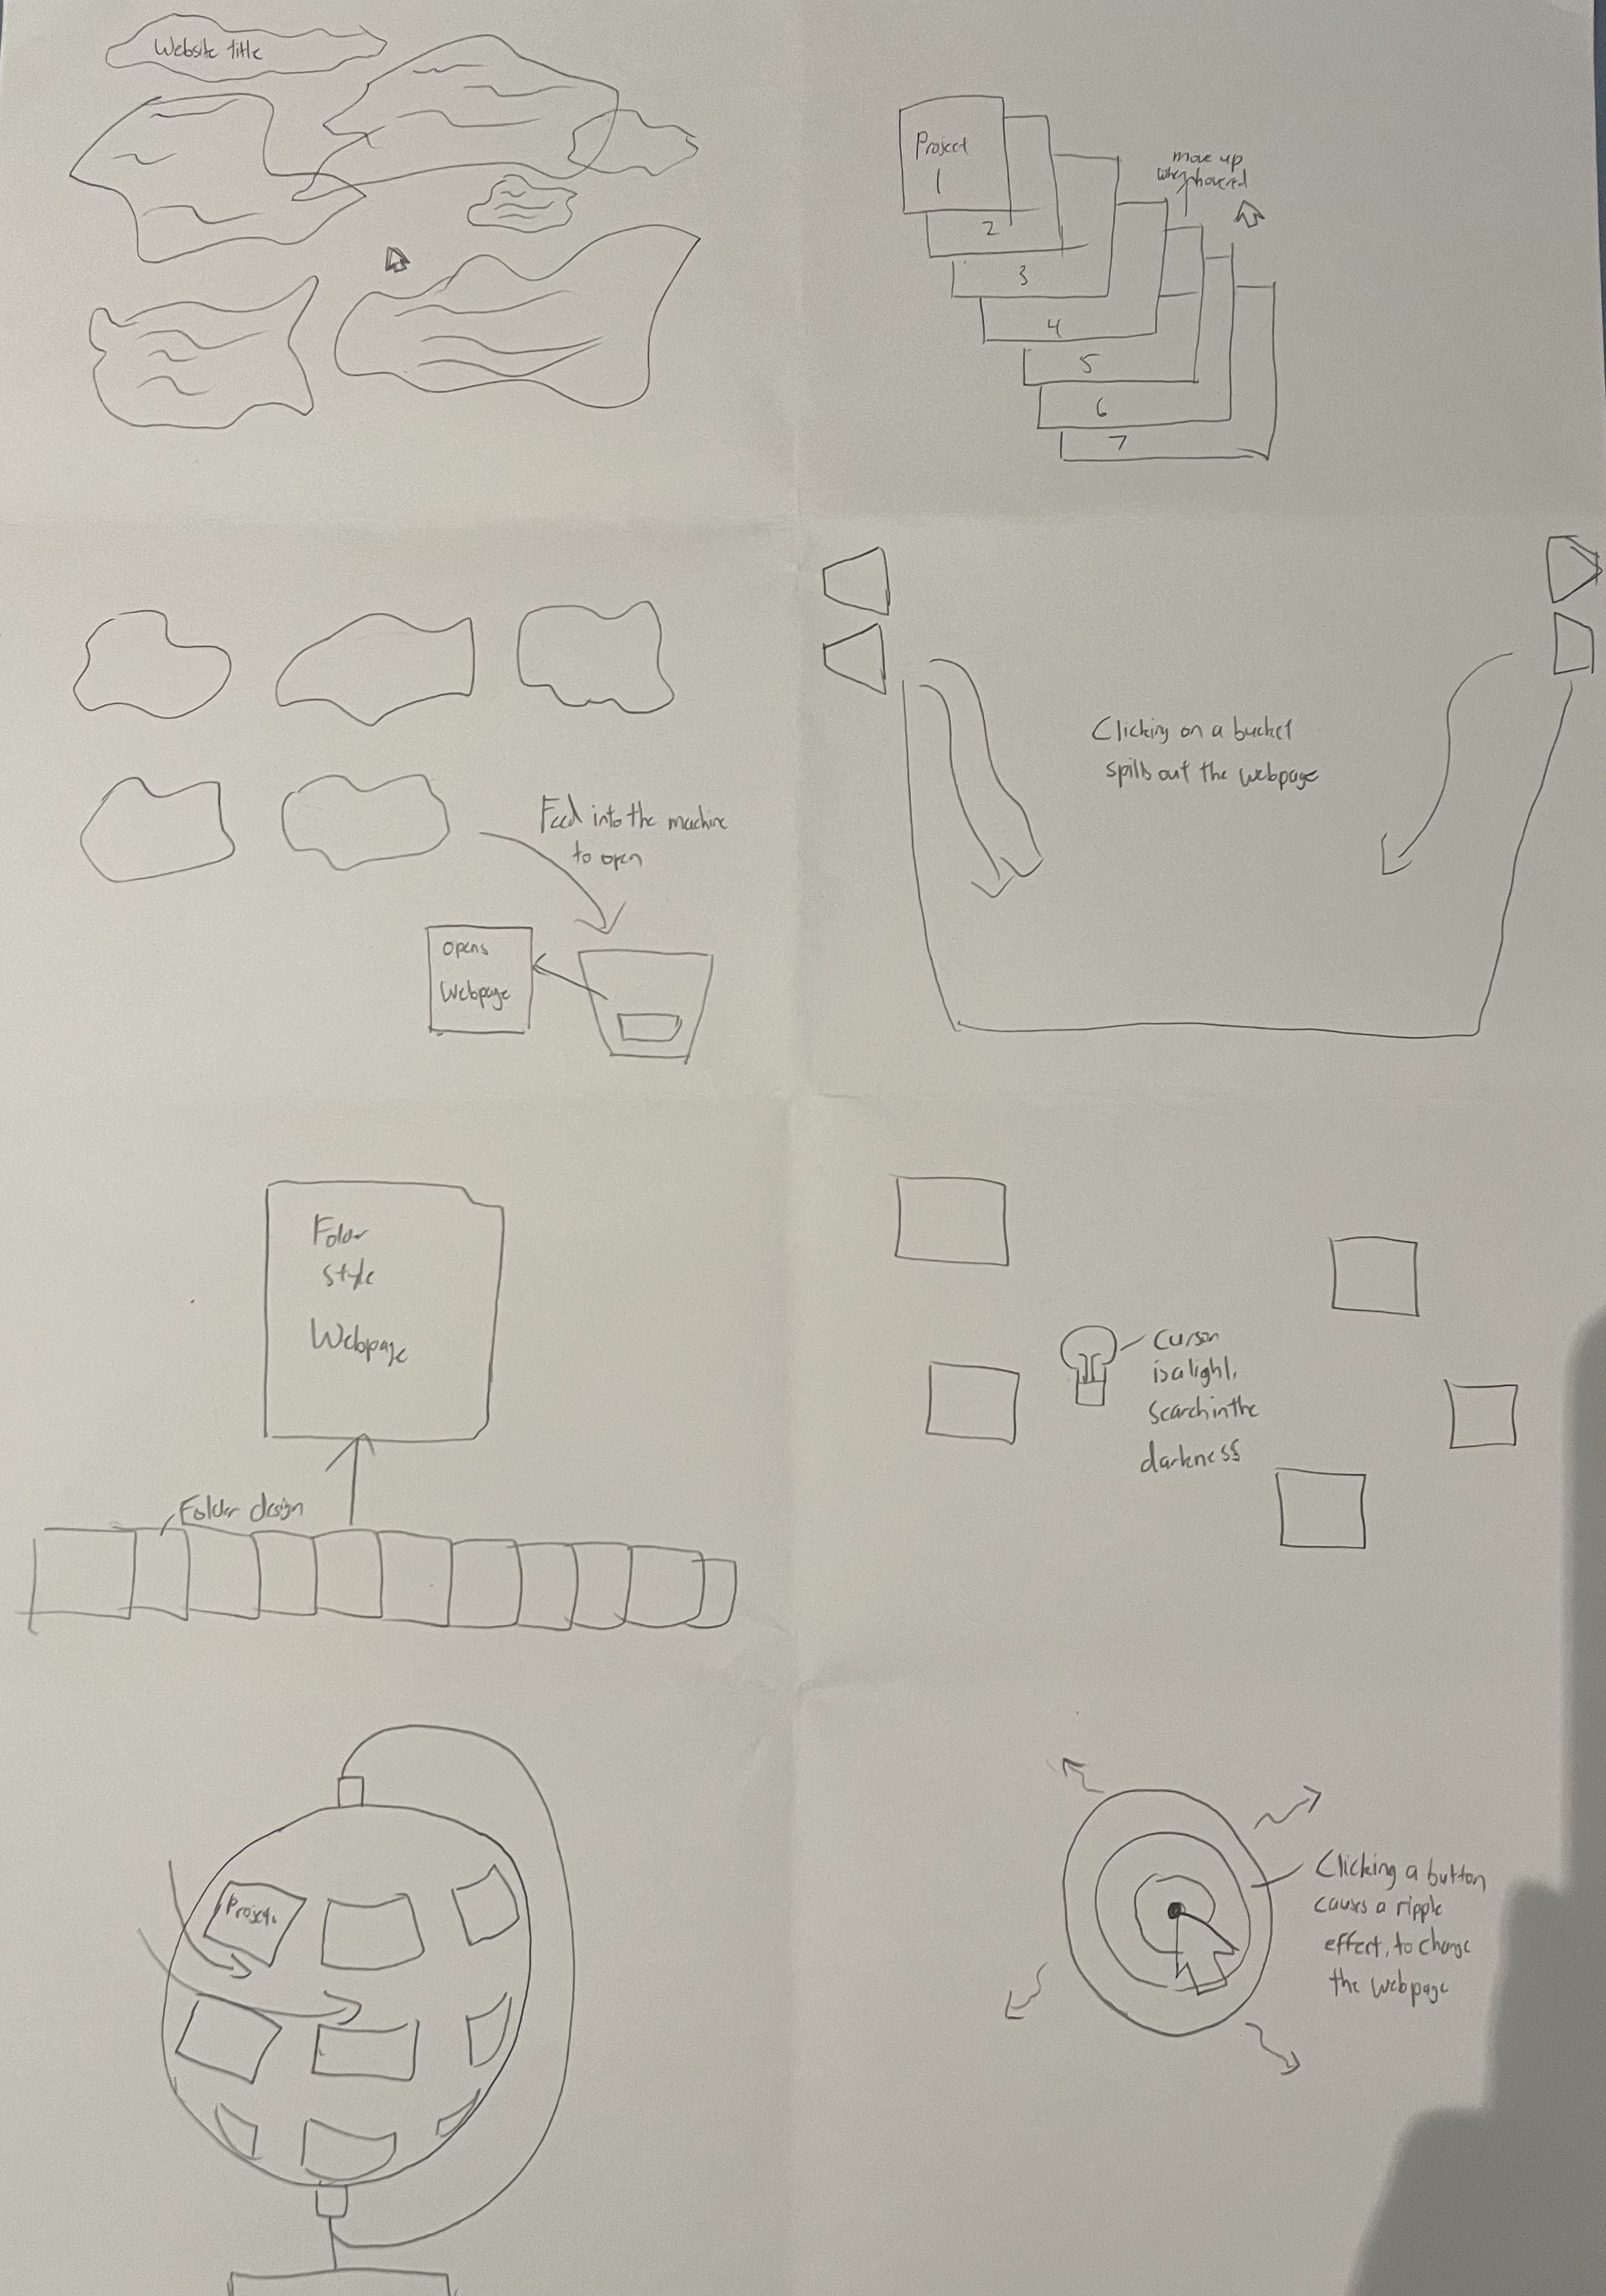 Website title
Project
1
2
3
4
5
6
7
move up
when hovered
Feed into the machine
to open
opens
Webpage
Clicking on a bucket
spills out the webpage
Folder
style
Webpage
Folder design
Cursor
is a light,
search in the
darkness
Project
Clicking a button
causes a ripple
effect, to change
the webpage